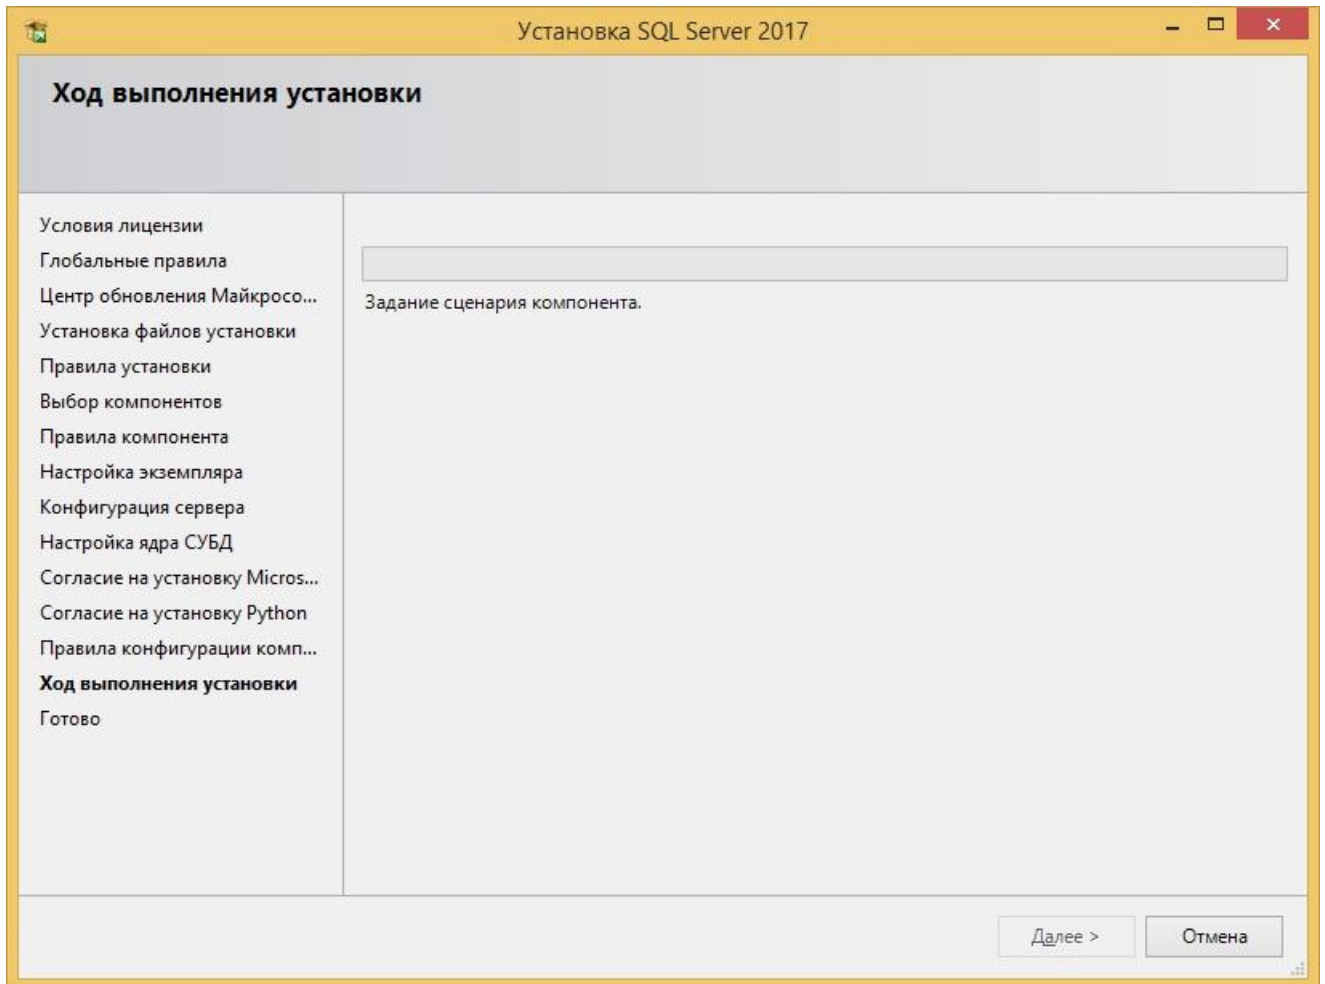 Установка SQL Server 2017
Ход выполнения установки
Условия лицензии
Глобальные правила
Центр обновления Майкросо...
Установка файлов установки
Правила установки
Выбор компонентов
Правила компонента
Настройка экземпляра
Конфигурация сервера
Настройка ядра СУБД
Согласие на установку Micros...
Согласие на установку Python
Правила конфигурации комп...
Ход выполнения установки
Готово
Задание сценария компонента.
Далее >
Отмена